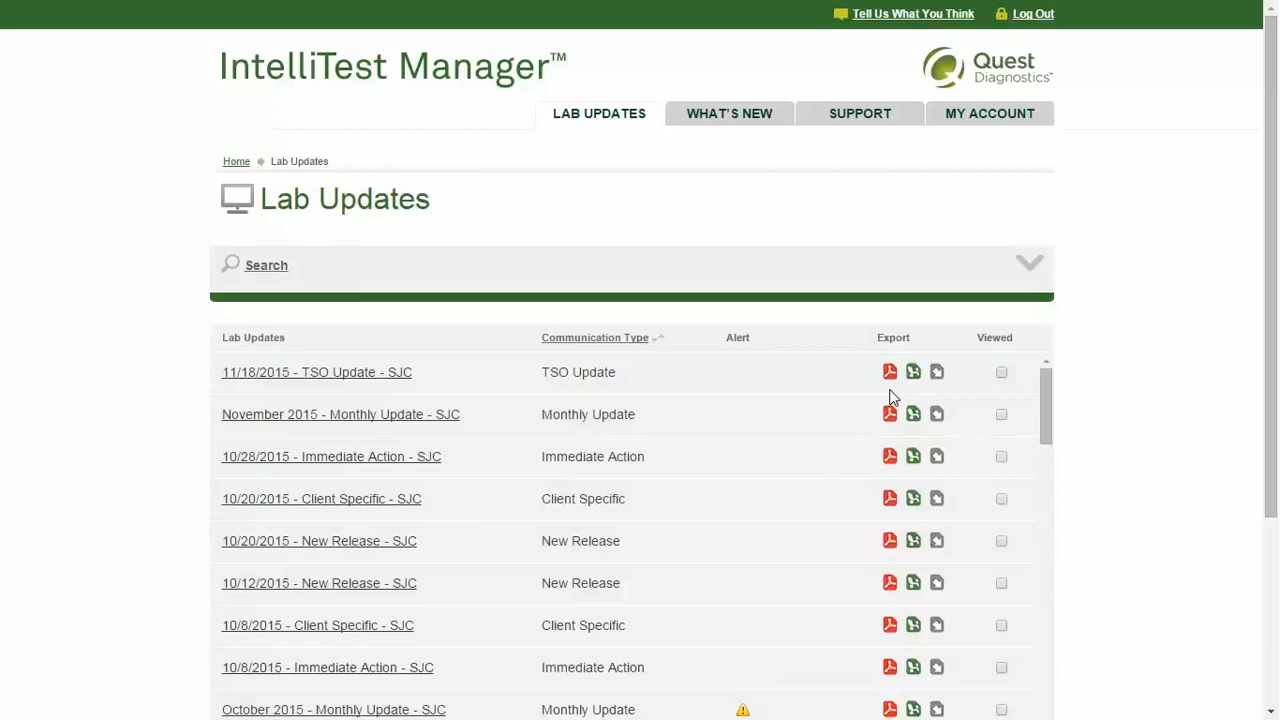 Tell Us What You Think Log Out
IntelliTest Manager™
Quest
Diagnostics™
LAB UPDATES WHAT'S NEW SUPPORT MY ACCOUNT
Home Lab Updates
Lab Updates
Search
Lab Updates Communication Type Alert Export Viewed
11/18/2015 - TSO Update - SJC TSO Update
November 2015 - Monthly Update - SJC Monthly Update
10/28/2015 - Immediate Action - SJC Immediate Action
10/20/2015 - Client Specific - SJC Client Specific
10/20/2015 - New Release - SJC New Release
10/12/2015 - New Release - SJC New Release
10/8/2015 - Client Specific - SJC Client Specific
10/8/2015 - Immediate Action - SJC Immediate Action
October 2015 - Monthly Update - SJC Monthly Update